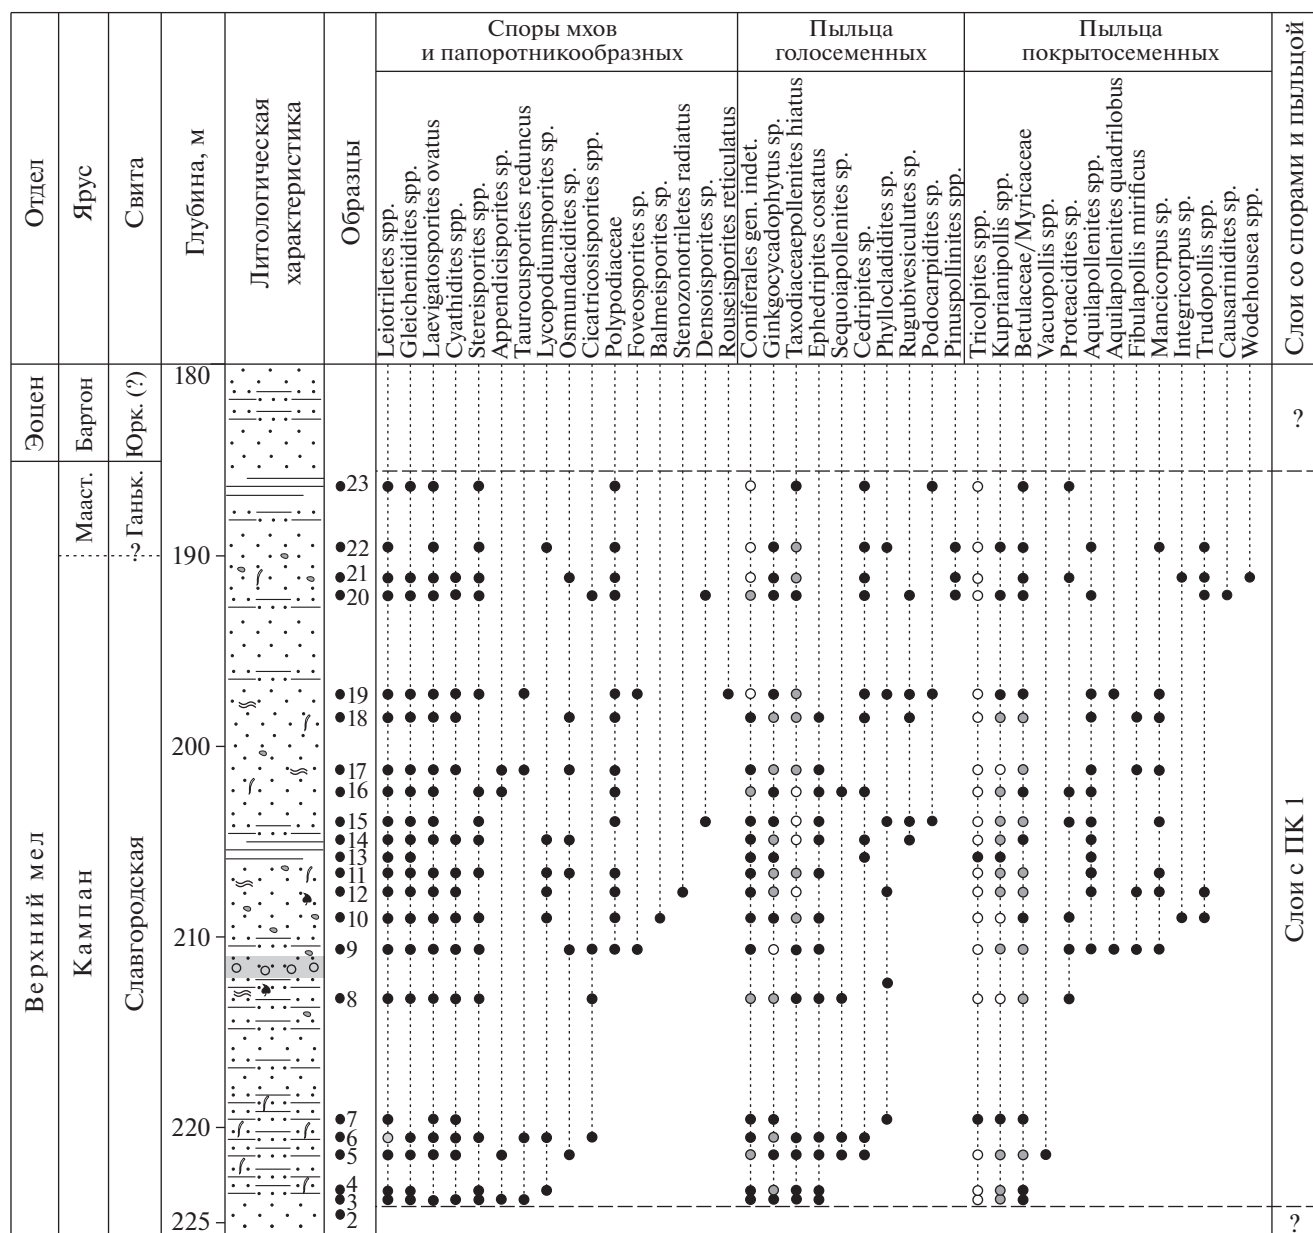 Отдел
Ярус
Свита
Глубина, м
Литологическая
характеристика
Образцы
Споры мхов
и папоротникообразных
Пыльца
голосеменных
Пыльца
покрытосеменных
Слои со спорами и пыльцой
Leiotriletes spp.
Gleicheniidites spp.
Laevigatosporites ovatus
Cyathidites spp.
Stereisporites spp.
Appendicisporites sp.
Taurocusporites reduncus
Lycopodiumsporites sp.
Osmundacidites sp.
Cicatricosisporites spp.
Polypodiaceae
Foveosporites sp.
Balmeisporites sp.
Stenozonotriletes radiatus
Densoisporites sp.
Rouseisporites reticulatus
Coniferales gen. indet.
Ginkgocycadophytus sp.
Taxodiaceaepollenites hiatus
Ephedripites costatus
Sequoiapollenites sp.
Cedripites sp.
Phyllocladidites sp.
Rugubivesiculutes sp.
Podocarpidites sp.
Pinuspollinites spp.
Tricolpites spp.
Kuprianipollis spp.
Betulaceae/Myricaceae
Vacuopollis spp.
Proteacidites sp.
Aquilapollenites spp.
Aquilapollenites quadrilobus
Fibulapollis mirificus
Mancicorpus sp.
Integricorpus sp.
Trudopollis spp.
Causarinidites sp.
Wodehousea spp.
Эоцен
Бартон
Юрк. (?)
180
?
Верхний мел
Мааст.
Ганьк.
?
Кампан
Славгородская
190
200
210
220
225
23
22
21
20
19
18
17
16
15
14
13
11
12
10
9
8
7
6
5
4
3
2
Слои с ПК 1
?